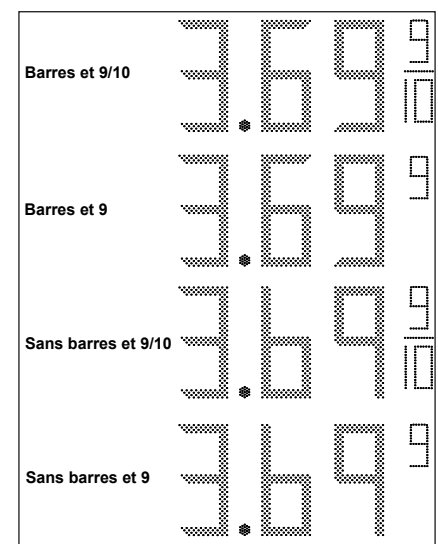 Barres et 9/10 3.69 9/10
Barres et 9 3.69 9
Sans barres et 9/10 3.69 9/10
Sans barres et 9 3.69 9